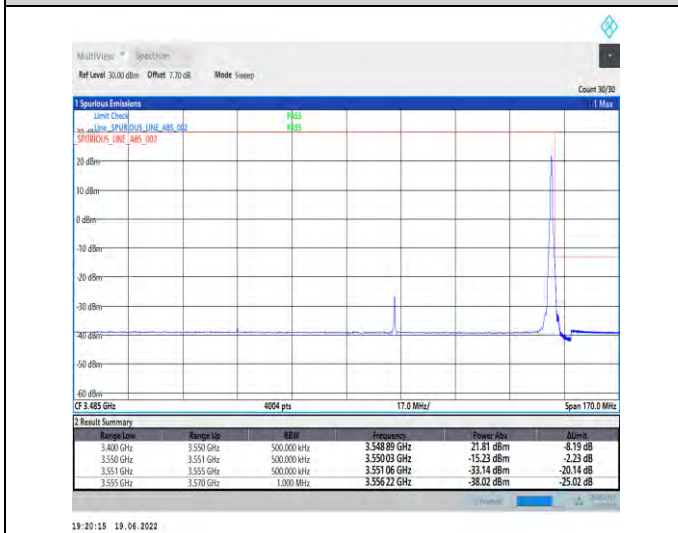 MultiView Spectrum
Ref Level 30.00 dBm Offset 7.70 dB Mode Sweep
Count 30/30
1 Spurious Emissions 1 Max
Limit Check PASS
Line _SPURIOUS_LINE_ABS_002 PASS
_SPURIOUS_LINE_ABS_002
20 dBm
10 dBm
0 dBm
-10 dBm
-20 dBm
-30 dBm
-40 dBm
-50 dBm
-60 dBm
CF 3.485 GHz 4004 pts 17.0 MHz/ Span 170.0 MHz
2 Result Summary
Range Low Range Up RBW Frequency Power Abs ΔLimit
3.400 GHz 3.550 GHz 500.000 kHz 3.548 89 GHz 21.81 dBm -8.19 dB
3.550 GHz 3.551 GHz 500.000 kHz 3.550 03 GHz -15.23 dBm -2.23 dB
3.551 GHz 3.555 GHz 500.000 kHz 3.551 06 GHz -33.14 dBm -20.14 dB
3.555 GHz 3.570 GHz 1.000 MHz 3.556 22 GHz -38.02 dBm -25.02 dB
19:20:15 19.06.2022